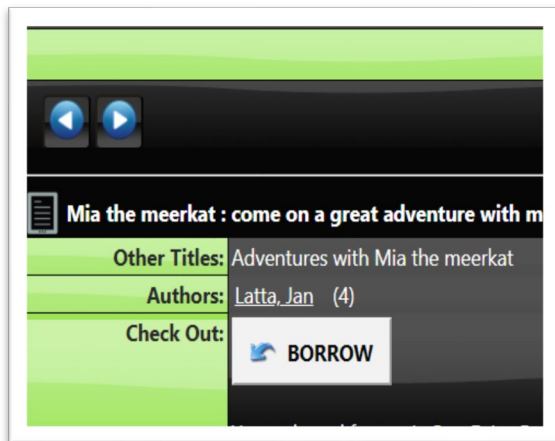 Mia the meerkat : come on a great adventure with m
Other Titles: Adventures with Mia the meerkat
Authors: Latta, Jan (4)
Check Out:
BORROW